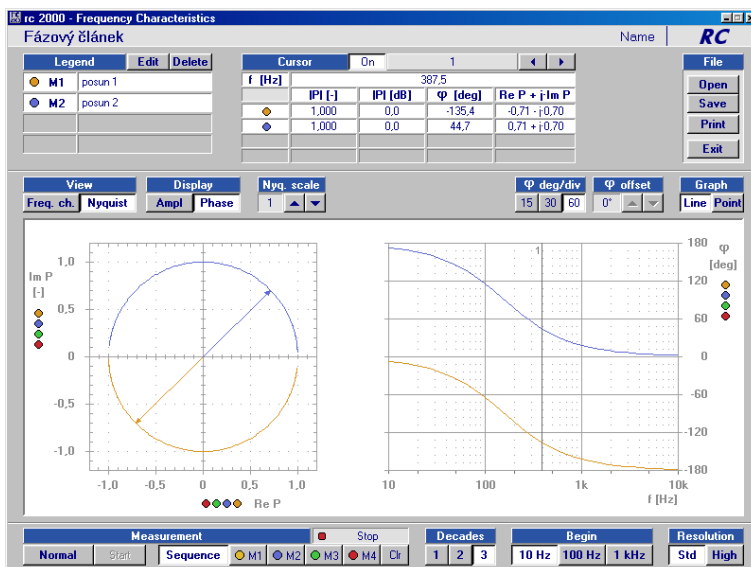 rc 2000 - Frequency Characteristics
Fázový článek Name RC
Legend Edit Delete
M1 posun 1
M2 posun 2
Cursor On 1
f [Hz] 387,5
|P| [-] |P| [dB] φ [deg] Re P + j·Im P
1,000 0,0 -135,4 -0,71 - j·0,70
1,000 0,0 44,7 0,71 + j·0,70
File
Open
Save
Print
Exit
View Display Nyq. scale φ deg/div φ offset Graph
Freq. ch. Nyquist Ampl Phase 1 15 30 60 0° Line Point
Im P
[-]
1,0
0,5
0
-0,5
-1,0
-1,0 -0,5 0 0,5 1,0
Re P
1
180
120
60
0
-60
-120
-180
φ
[deg]
10 100 1k 10k
f [Hz]
Measurement Stop Decades Begin Resolution
Normal Start Sequence M1 M2 M3 M4 Clr 1 2 3 10 Hz 100 Hz 1 kHz Std High